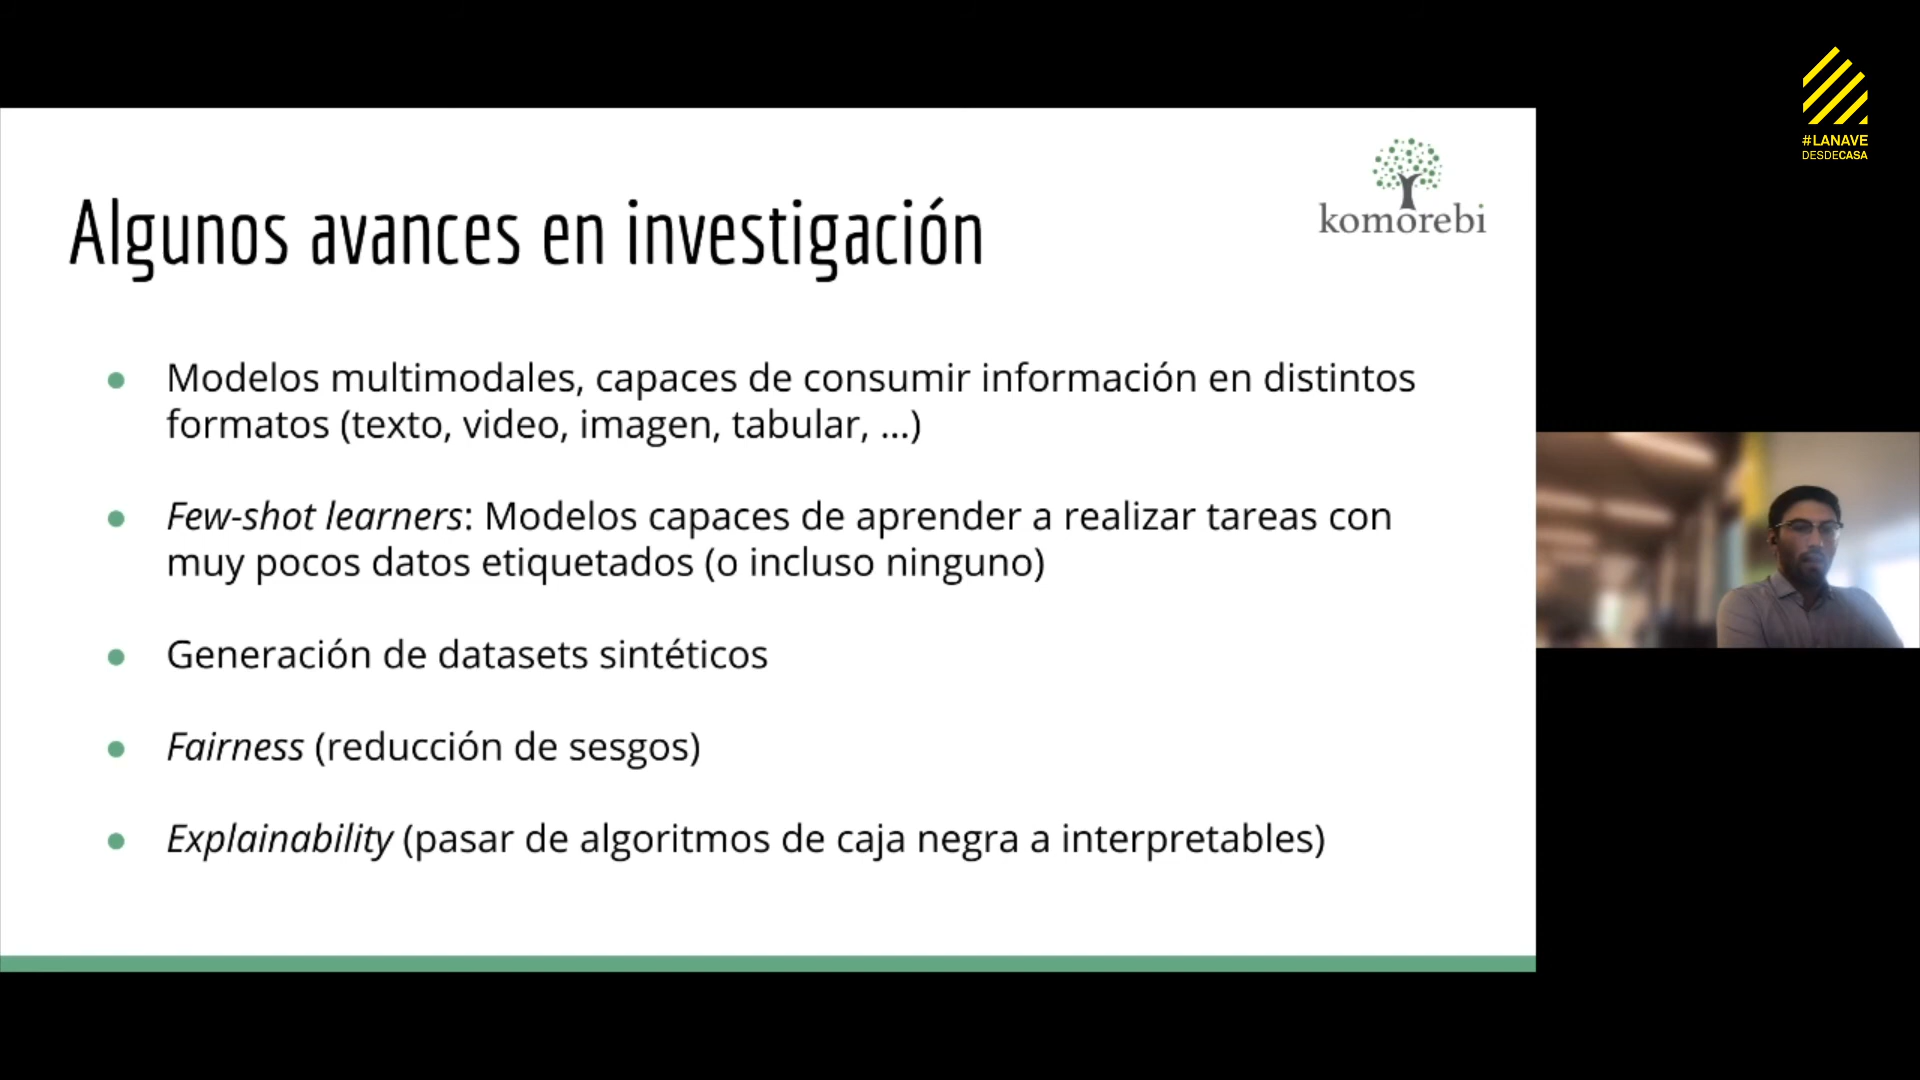 #LANAVE
DESDECASA
komorebi
Algunos avances en investigación
● Modelos multimodales, capaces de consumir información en distintos
formatos (texto, video, imagen, tabular, ...)
● Few-shot learners: Modelos capaces de aprender a realizar tareas con
muy pocos datos etiquetados (o incluso ninguno)
● Generación de datasets sintéticos
● Fairness (reducción de sesgos)
● Explainability (pasar de algoritmos de caja negra a interpretables)